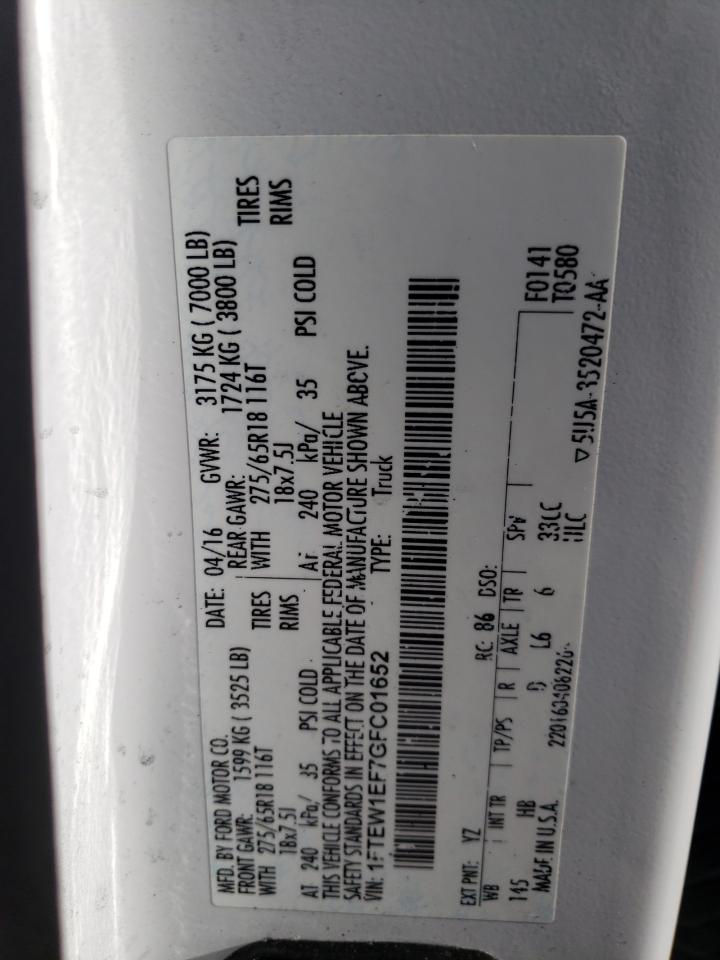 MFD. BY FORD MOTOR CO.
DATE: 04/16 GVWR: 3175 KG ( 7000 LB)
FRONT GAWR: 1599 KG ( 3525 LB) REAR GAWR: 1724 KG ( 3800 LB)
WITH 275/65R18 116T TIRES WITH 275/65R18 116T TIRES
18x7.5J RIMS 18x7.5J RIMS
AT 240 kPa/ 35 PSI COLD AT 240 kPa/ 35 PSI COLD
THIS VEHICLE CONFORMS TO ALL APPLICABLE FEDERAL MOTOR VEHICLE
SAFETY STANDARDS IN EFFECT ON THE DATE OF MANUFACTURE SHOWN ABOVE.
VIN: 1FTEW1EF7GFC01652 TYPE: Truck
EXT PNT: YZ RC: 86 DSO:
WB INT TR TP/PS R AXLE TR SPR F0141
145 HB L6 6 T0580
MADE IN U.S.A.